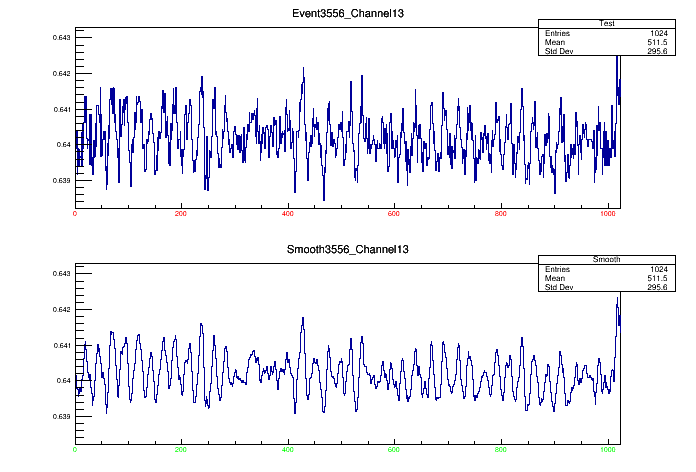 Event3556_Channel13
Test
Entries 1024
Mean 511.5
Std Dev 295.6
0.643
0.642
0.641
0.64
0.639
0 200 400 600 800 1000
Smooth3556_Channel13
Smooth
Entries 1024
Mean 511.5
Std Dev 295.6
0.643
0.642
0.641
0.64
0.639
0 200 400 600 800 1000